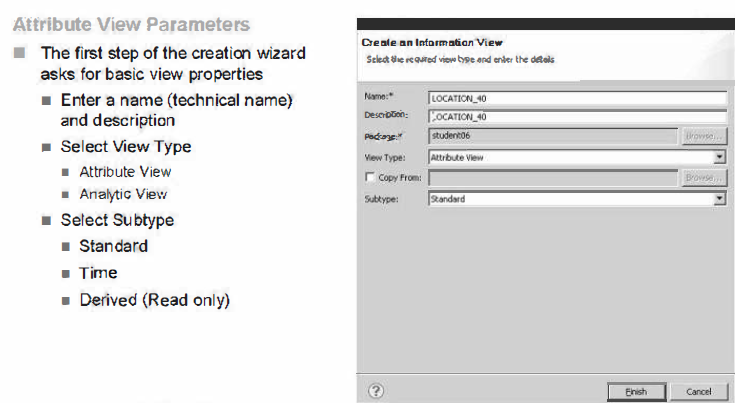 Attribute View Parameters
The first step of the creation wizard
asks for basic view properties
Enter a name (technical name)
and description
Select View Type
Attribute View
Analytic View
Select Subtype
Standard
Time
Derived (Read only)
Create an Information View
Select the required view type and enter the details
Name:* LOCATION_40
Description: LOCATION_40
Package:* student06 Browse...
View Type: Attribute View
Copy From: Browse...
Subtype: Standard
Finish Cancel